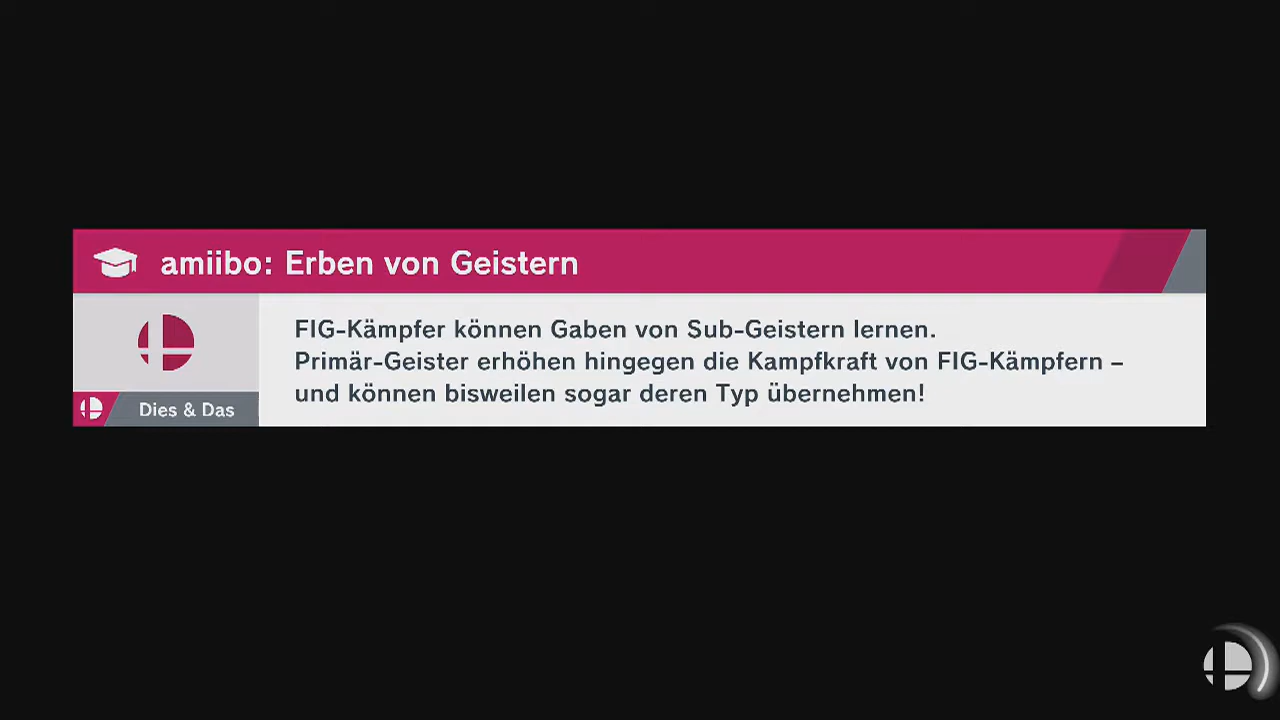 amiibo: Erben von Geistern
FIG-Kämpfer können Gaben von Sub-Geistern lernen.
Primär-Geister erhöhen hingegen die Kampfkraft von FIG-Kämpfern –
und können bisweilen sogar deren Typ übernehmen!
Dies & Das